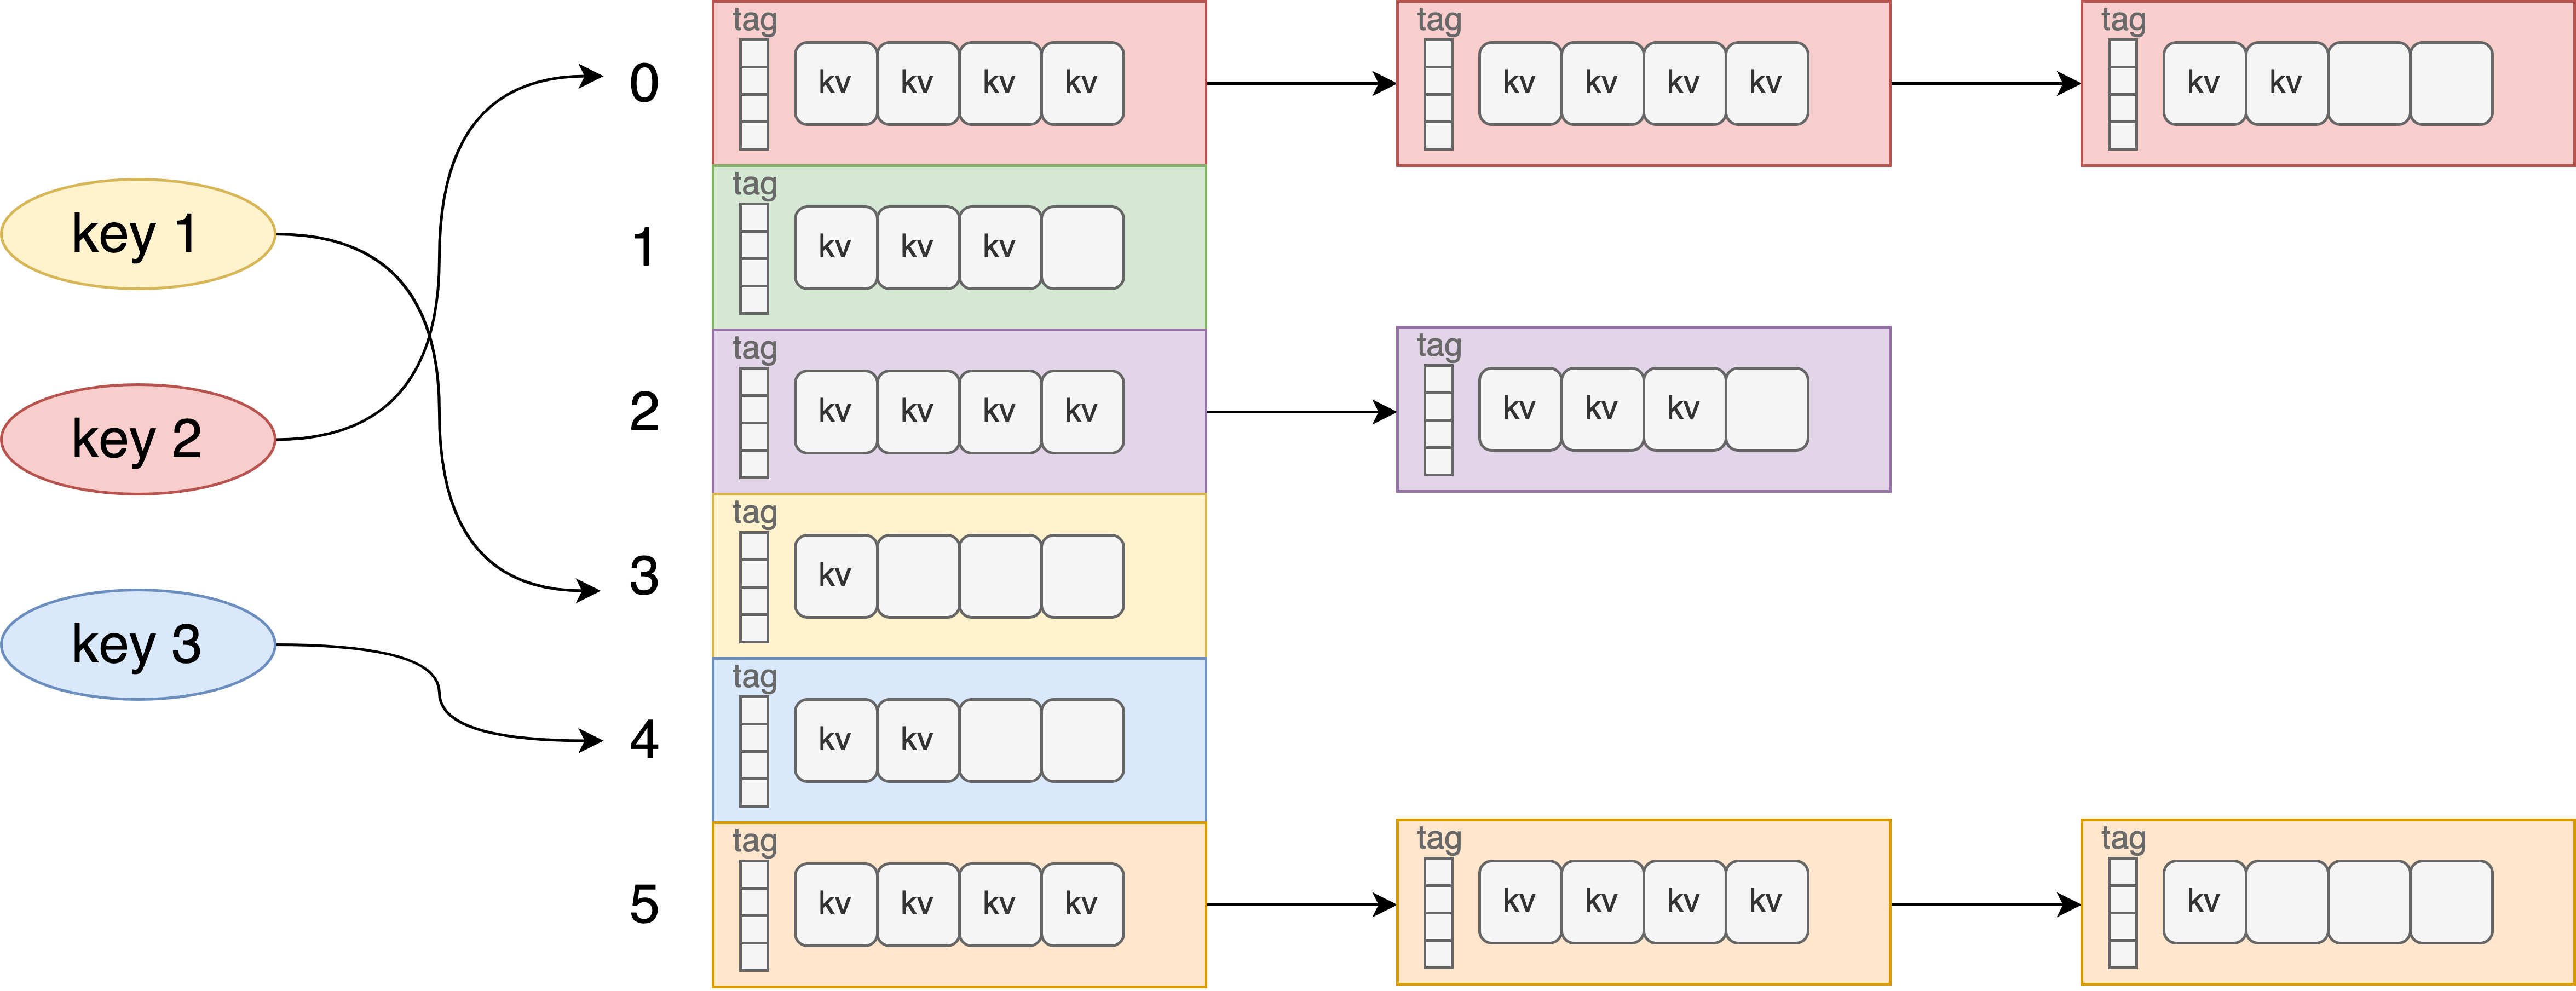 tag tag tag
0 kv kv kv kv kv kv kv kv kv kv
tag
key 1 1 kv kv kv
tag tag
key 2 2 kv kv kv kv kv kv kv
tag
3 kv
key 3
tag
4 kv kv
tag tag tag
5 kv kv kv kv kv kv kv kv kv